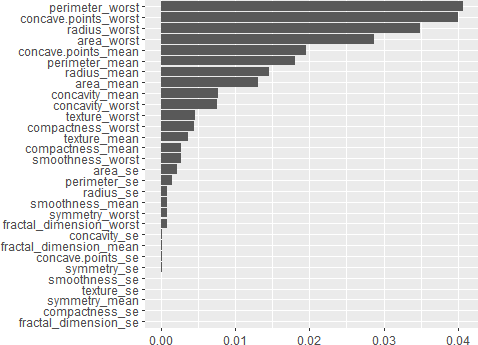 perimeter_worst
concave.points_worst
radius_worst
area_worst
concave.points_mean
perimeter_mean
radius_mean
area_mean
concavity_mean
concavity_worst
texture_worst
compactness_worst
texture_mean
compactness_mean
smoothness_worst
area_se
perimeter_se
radius_se
smoothness_mean
symmetry_worst
fractal_dimension_worst
concavity_se
fractal_dimension_mean
concave.points_se
symmetry_se
smoothness_se
texture_se
symmetry_mean
compactness_se
fractal_dimension_se
0.00 0.01 0.02 0.03 0.04